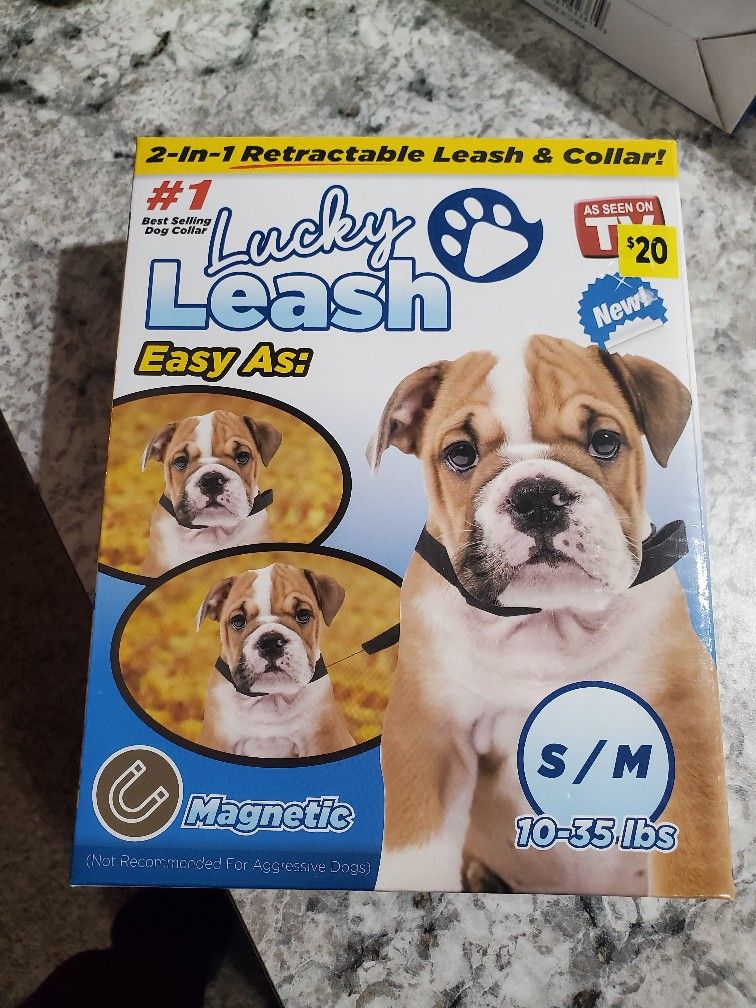 2-In-1 Retractable Leash & Collar!
#1
Best Selling
Dog Collar
Lucky
Leash
AS SEEN ON
TV
$20
New!
Easy As:
S/M
10-35 lbs
Magnetic
(Not Recommended For Aggressive Dogs)